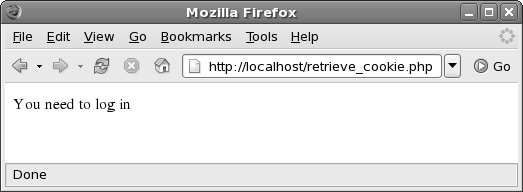 Mozilla Firefox
File Edit View Go Bookmarks Tools Help
http://localhost/retrieve_cookie.php Go
You need to log in
Done